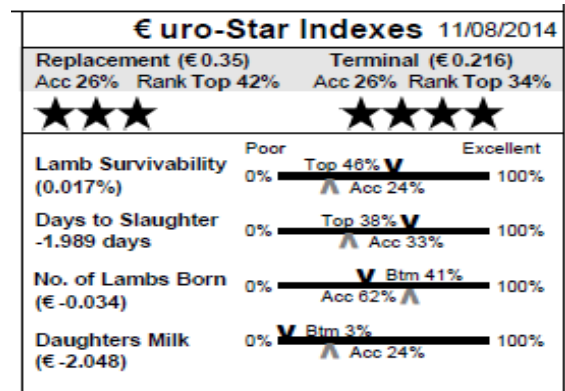 € uro-Star Indexes 11/08/2014
Replacement (€0.35) Terminal (€0.216)
Acc 26% Rank Top 42% Acc 26% Rank Top 34%
Poor Excellent
Lamb Survivability
(0.017%)
Top 46%
0% 100%
Acc 24%
Days to Slaughter
-1.989 days
Top 38%
0% 100%
Acc 33%
No. of Lambs Born
(€ -0.034)
Btm 41%
0% 100%
Acc 62%
Daughters Milk
(€ -2.048)
Btm 3%
0% 100%
Acc 24%